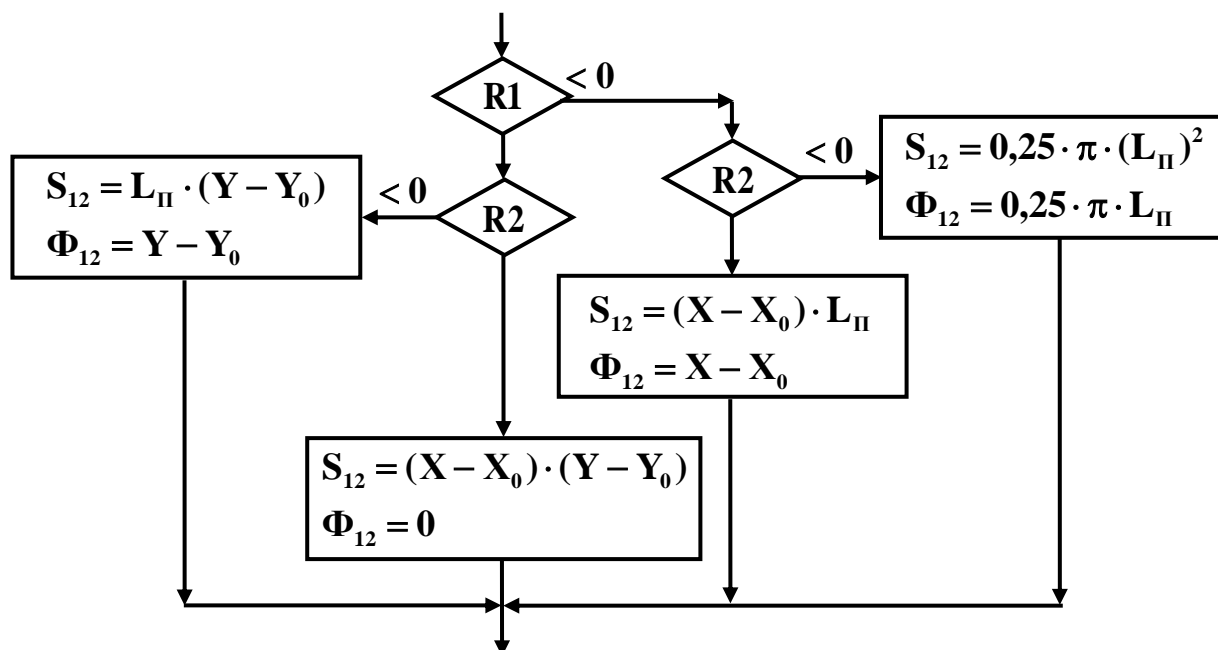 < 0
R1
< 0
R2
S₁₂ = 0,25 · π · (L_П)²
Φ₁₂ = 0,25 · π · L_П
S₁₂ = L_П · (Y − Y₀)
Φ₁₂ = Y − Y₀
< 0
R2
S₁₂ = (X − X₀) · L_П
Φ₁₂ = X − X₀
S₁₂ = (X − X₀) · (Y − Y₀)
Φ₁₂ = 0